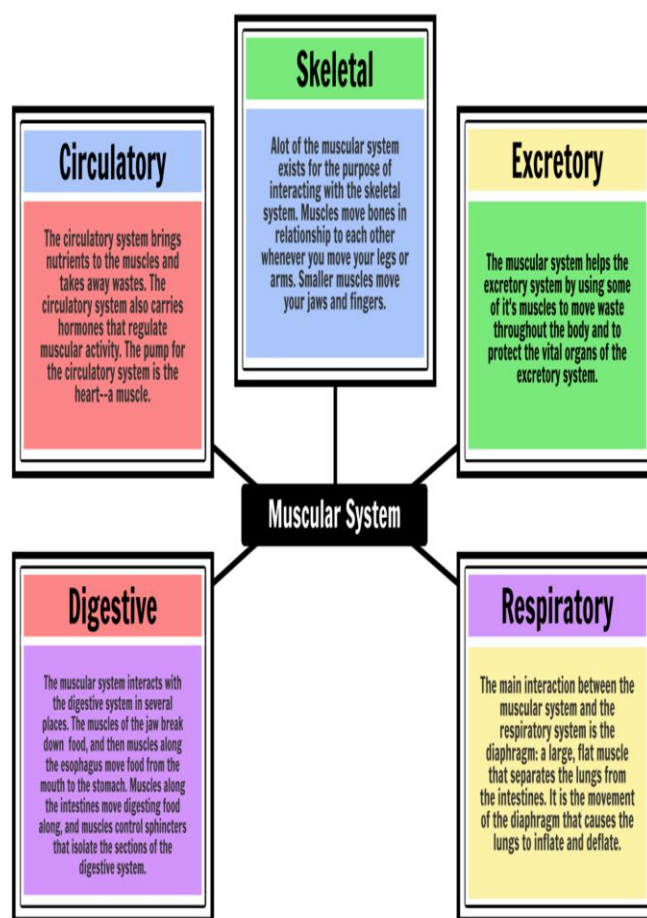 Skeletal
Alot of the muscular system
exists for the purpose of
interacting with the skeletal
system. Muscles move bones in
relationship to each other
whenever you move your legs or
arms. Smaller muscles move
your jaws and fingers.
Circulatory
The circulatory system brings
nutrients to the muscles and
takes away wastes. The
circulatory system also carries
hormones that regulate
muscular activity. The pump for
the circulatory system is the
heart--a muscle.
Excretory
The muscular system helps the
excretory system by using some
of it's muscles to move waste
throughout the body and to
protect the vital organs of the
excretory system.
Muscular System
Digestive
The muscular system interacts with
the digestive system in several
places. The muscles of the jaw break
down food, and then muscles along
the esophagus move food from the
mouth to the stomach. Muscles along
the intestines move digesting food
along, and muscles control sphincters
that isolate the sections of the
digestive system.
Respiratory
The main interaction between the
muscular system and the
respiratory system is the
diaphragm: a large, flat muscle
that separates the lungs from
the intestines. It is the movement
of the diaphragm that causes the
lungs to inflate and deflate.